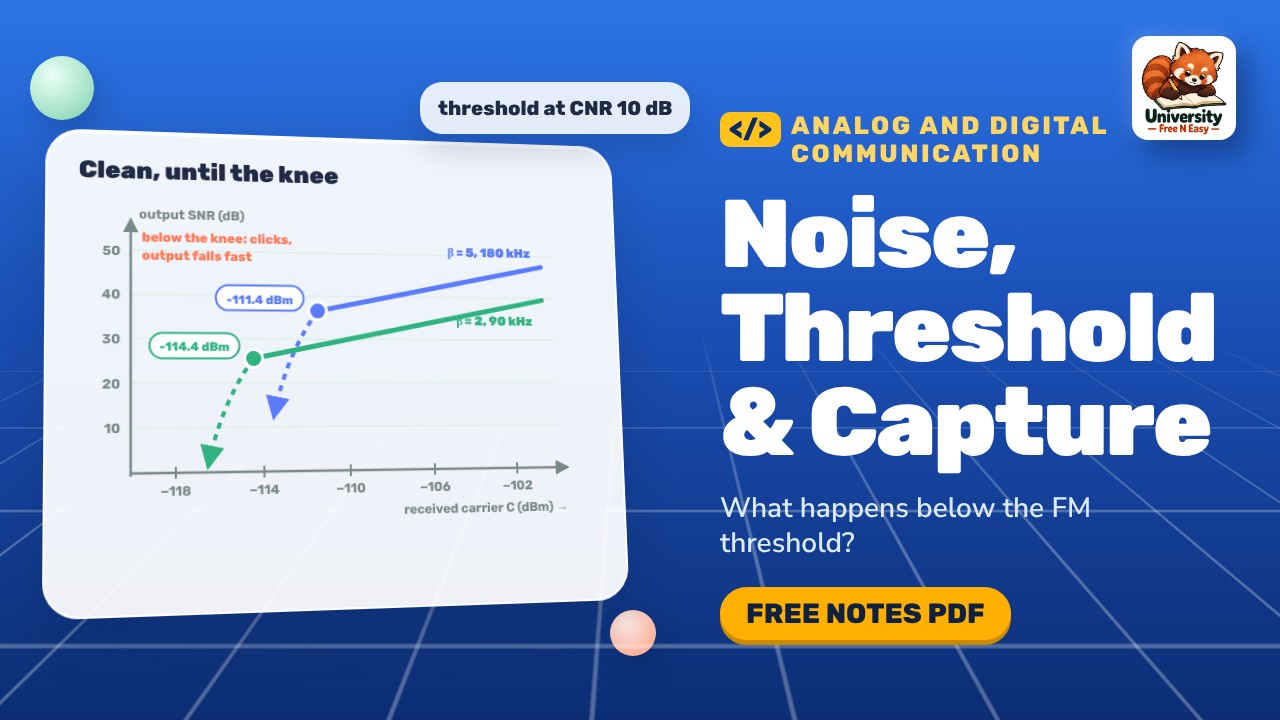 threshold at CNR 10 dB
Clean, until the knee
output SNR (dB)
below the knee: clicks,
output falls fast
50
40
30
20
10
β = 5, 180 kHz
-111.4 dBm
β = 2, 90 kHz
-114.4 dBm
−118
−114
−110
−106
−102
received carrier C (dBm) →
</> ANALOG AND DIGITAL
COMMUNICATION
University
Free N Easy
Noise,
Threshold
& Capture
What happens below the FM
threshold?
FREE NOTES PDF